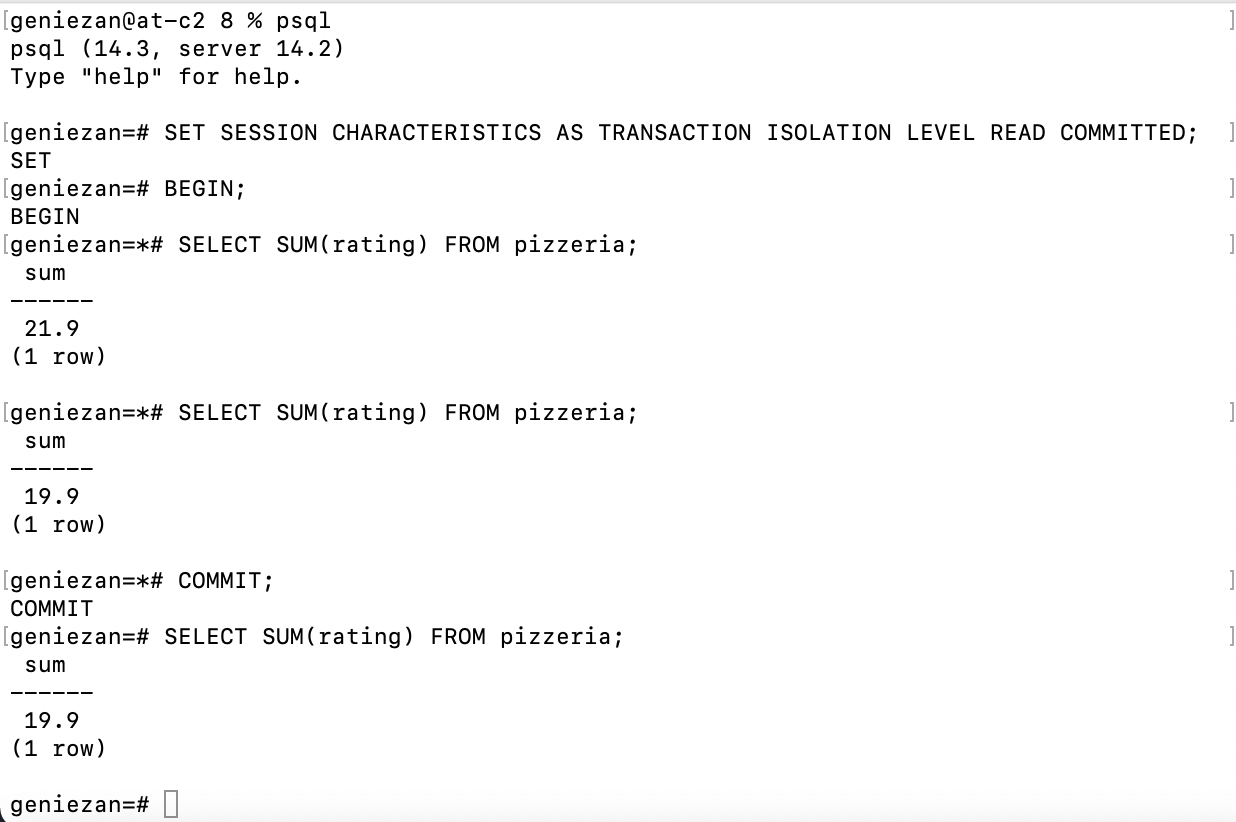 [geniezan@at-c2 8 % psql ]
psql (14.3, server 14.2)
Type "help" for help.
[geniezan=# SET SESSION CHARACTERISTICS AS TRANSACTION ISOLATION LEVEL READ COMMITTED; ]
SET
[geniezan=# BEGIN; ]
BEGIN
[geniezan=*# SELECT SUM(rating) FROM pizzeria; ]
sum
------
21.9
(1 row)
[geniezan=*# SELECT SUM(rating) FROM pizzeria; ]
sum
------
19.9
(1 row)
[geniezan=*# COMMIT; ]
COMMIT
[geniezan=# SELECT SUM(rating) FROM pizzeria; ]
sum
------
19.9
(1 row)
geniezan=#